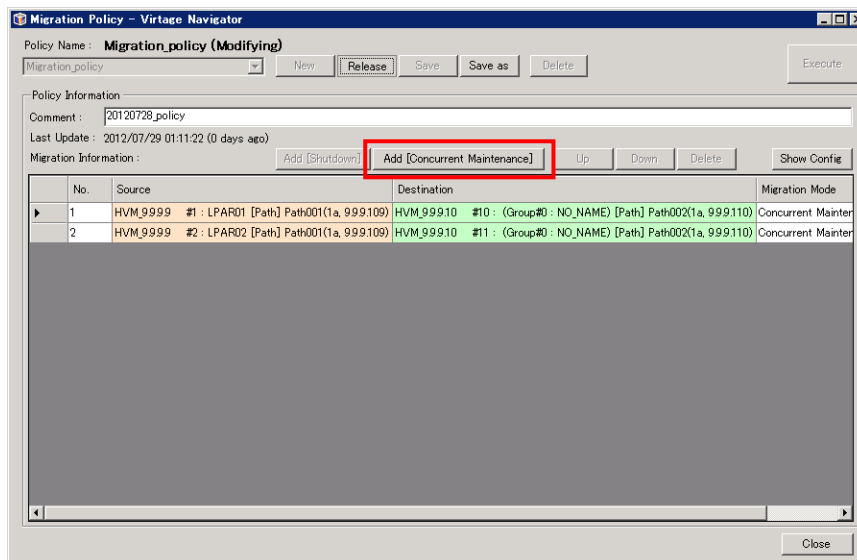 Migration Policy - Virtage Navigator
Policy Name : Migration_policy (Modifying)
Migration_policy New Release Save Save as Delete Execute
Policy Information
Comment : 20120728_policy
Last Update : 2012/07/29 01:11:22 (0 days ago)
Migration Information : Add [Shutdown] Add [Concurrent Maintenance] Up Down Delete Show Config
No. Source Destination Migration Mode
1 HVM_9.9.9.9 #1 : LPAR01 [Path] Path001(1a, 9.9.9.109) HVM_9.9.9.10 #10 : (Group#0 : NO_NAME) [Path] Path002(1a, 9.9.9.110) Concurrent Mainter
2 HVM_9.9.9.9 #2 : LPAR02 [Path] Path001(1a, 9.9.9.109) HVM_9.9.9.10 #11 : (Group#0 : NO_NAME) [Path] Path002(1a, 9.9.9.110) Concurrent Mainter
Close